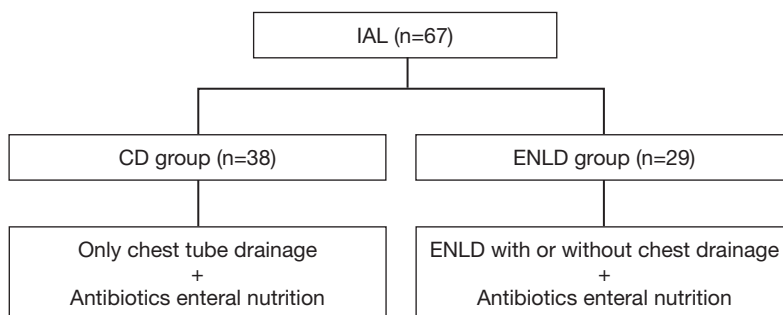 IAL (n=67)
CD group (n=38)
ENLD group (n=29)
Only chest tube drainage
+
Antibiotics enteral nutrition
ENLD with or without chest drainage
+
Antibiotics enteral nutrition